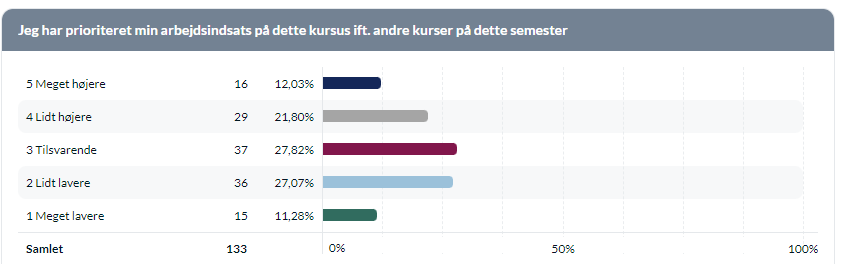 Jeg har prioriteret min arbejdsindsats på dette kursus ift. andre kurser på dette semester
5 Meget højere 16 12,03%
4 Lidt højere 29 21,80%
3 Tilsvarende 37 27,82%
2 Lidt lavere 36 27,07%
1 Meget lavere 15 11,28%
Samlet 133 0% 50% 100%